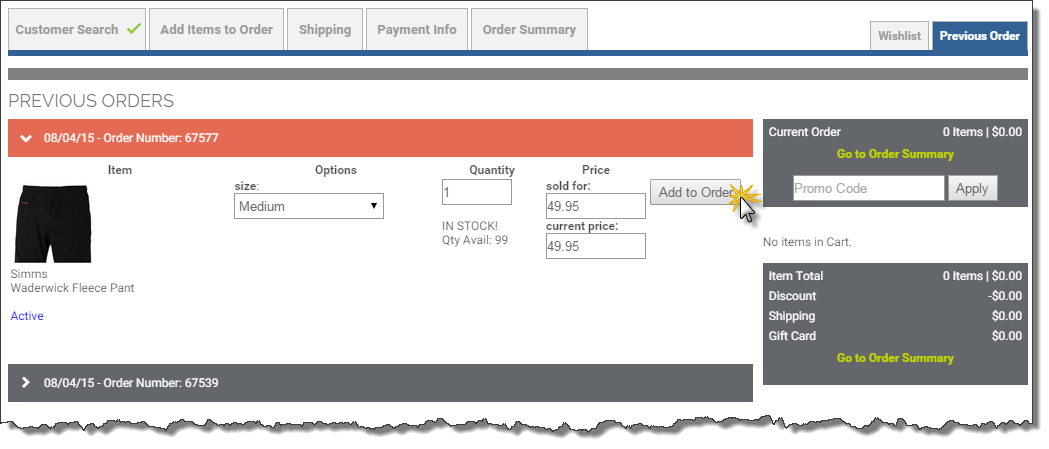 Customer Search
Add Items to Order
Shipping
Payment Info
Order Summary
Wishlist
Previous Order
PREVIOUS ORDERS
08/04/15 - Order Number: 67577
Item
Options
Quantity
Price
size:
Medium
1
IN STOCK!
Qty Avail: 99
sold for:
49.95
current price:
49.95
Add to Order
Simms
Waderwick Fleece Pant
Active
08/04/15 - Order Number: 67539
Current Order 0 Items | $0.00
Go to Order Summary
Promo Code
Apply
No items in Cart.
Item Total 0 Items | $0.00
Discount -$0.00
Shipping $0.00
Gift Card $0.00
Go to Order Summary